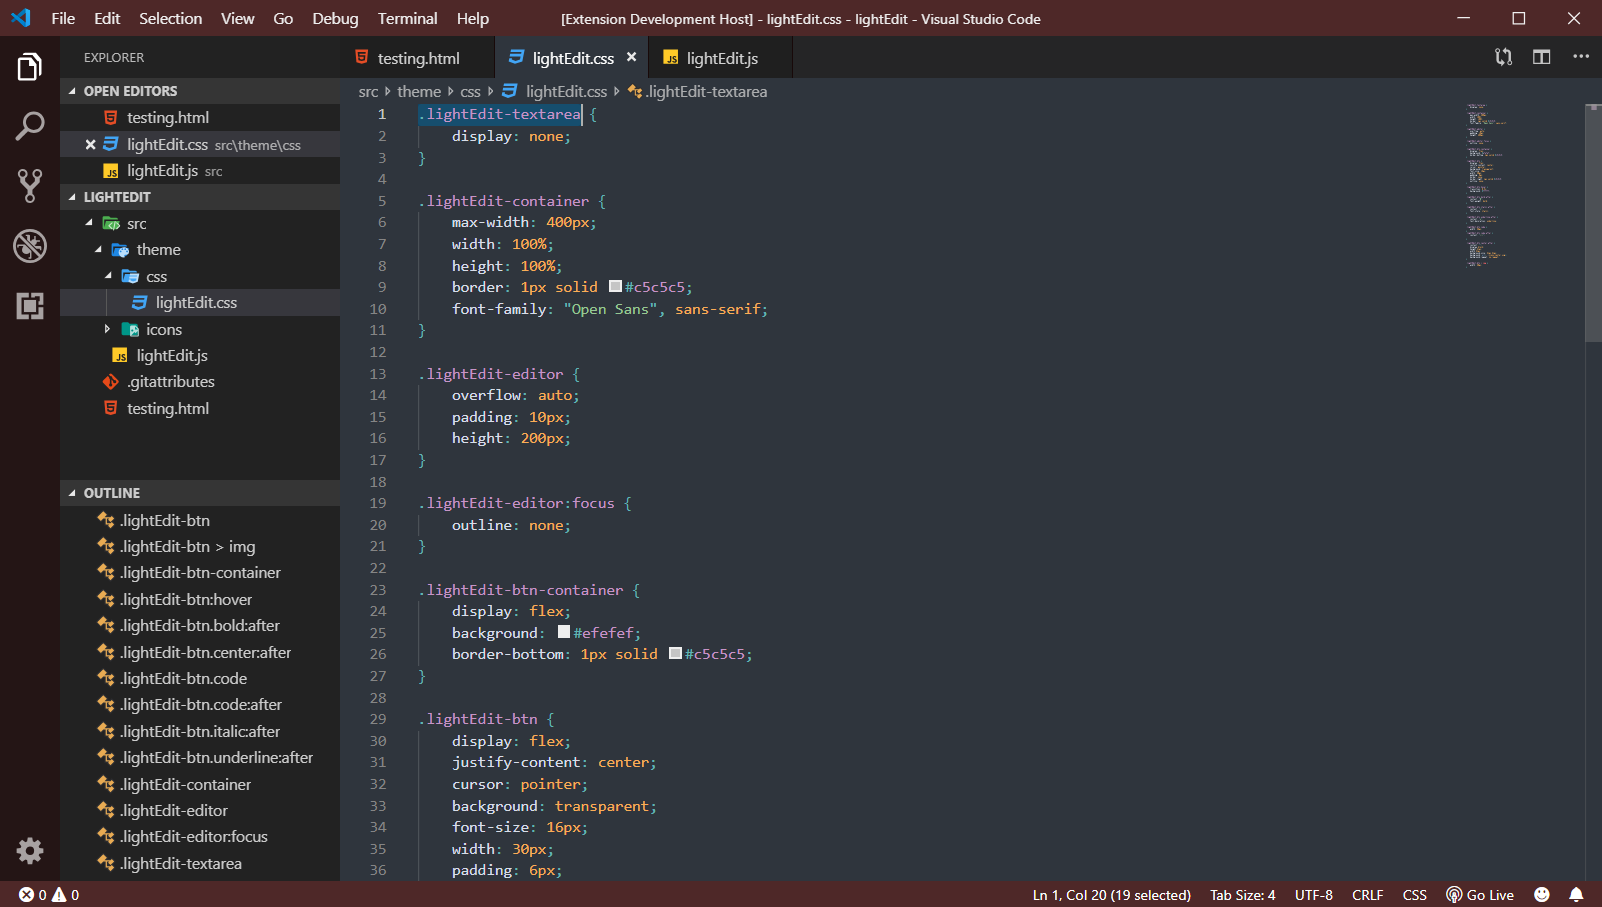 File Edit Selection View Go Debug Terminal Help [Extension Development Host] - lightEdit.css - lightEdit - Visual Studio Code
EXPLORER
OPEN EDITORS
testing.html
lightEdit.css src\theme\css
lightEdit.js src
LIGHTEDIT
src
theme
css
lightEdit.css
icons
lightEdit.js
.gitattributes
testing.html
OUTLINE
.lightEdit-btn
.lightEdit-btn > img
.lightEdit-btn-container
.lightEdit-btn:hover
.lightEdit-btn.bold:after
.lightEdit-btn.center:after
.lightEdit-btn.code
.lightEdit-btn.code:after
.lightEdit-btn.italic:after
.lightEdit-btn.underline:after
.lightEdit-container
.lightEdit-editor
.lightEdit-editor:focus
.lightEdit-textarea
testing.html lightEdit.css lightEdit.js
src theme css lightEdit.css .lightEdit-textarea
1 .lightEdit-textarea {
2 display: none;
3 }
4
5 .lightEdit-container {
6 max-width: 400px;
7 width: 100%;
8 height: 100%;
9 border: 1px solid #c5c5c5;
10 font-family: "Open Sans", sans-serif;
11 }
12
13 .lightEdit-editor {
14 overflow: auto;
15 padding: 10px;
16 height: 200px;
17 }
18
19 .lightEdit-editor:focus {
20 outline: none;
21 }
22
23 .lightEdit-btn-container {
24 display: flex;
25 background: #efefef;
26 border-bottom: 1px solid #c5c5c5;
27 }
28
29 .lightEdit-btn {
30 display: flex;
31 justify-content: center;
32 cursor: pointer;
33 background: transparent;
34 font-size: 16px;
35 width: 30px;
36 padding: 6px;
0 0 Ln 1, Col 20 (19 selected) Tab Size: 4 UTF-8 CRLF CSS Go Live